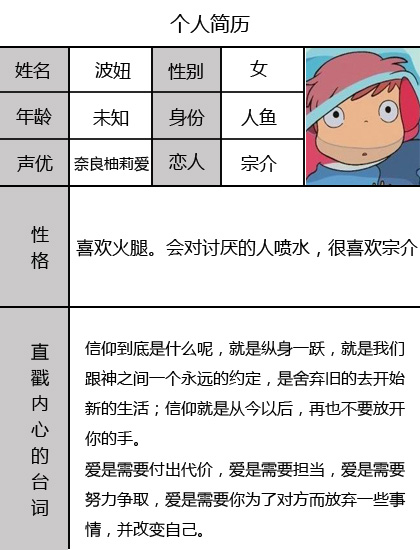 个人简历
姓名 波妞 性别 女
年龄 未知 身份 人鱼
声优 奈良柚莉爱 恋人 宗介
性格
喜欢火腿。会对讨厌的人喷水，很喜欢宗介
直戳内心的台词
信仰到底是什么呢，就是纵身一跃，就是我们
跟神之间一个永远的约定，是舍弃旧的去开始
新的生活；信仰就是从今以后，再也不要放开
你的手。
爱是需要付出代价，爱是需要担当，爱是需要
努力争取，爱是需要你为了对方而放弃一些事
情，并改变自己。